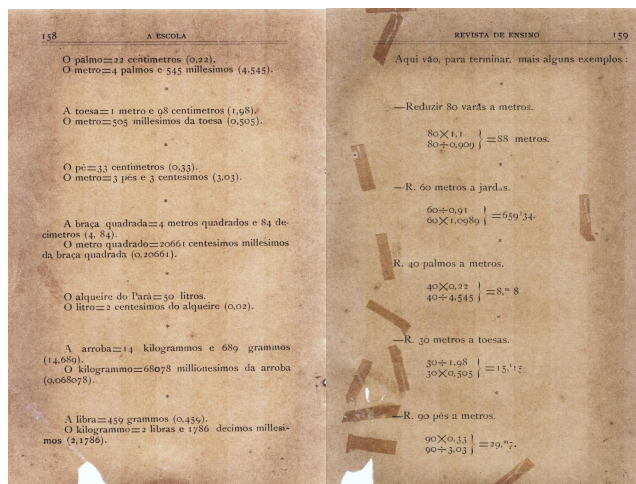 158 A ESCOLA
O palmo=22 centimetros (0,22).
O metro=4 palmos e 545 millesimos (4,545).
*
A toesa=1 metro e 98 centimetros (1,98).
O metro=505 millesimos da toesa (0,505).
*
O pé=33 centimetros (0,33).
O metro=3 pés e 3 centesimos (3,03).
*
A braça quadrada=4 metros quadrados e 84 de-
cimetros (4, 84).
O metro quadrado=20661 centesimos millesimos
da braça quadrada (0,20661).
*
O alqueire do Pará=50 litros.
O litro=2 centesimos do alqueire (0,02).
*
A arroba=14 kilogrammos e 689 grammos
(14,689).
O kilogrammo=68078 millionesimos da arroba
(0,068078).
*
A libra=459 grammos (0,459).
O kilogrammo=2 libras e 1786 decimos millesi-
mos (2,1786).
REVISTA DE ENSINO 159
Aqui vão, para terminar, mais alguns exemplos:
*
—Reduzir 80 varas a metros.
80×1,1
80÷0,909 } =88 metros.
*
—R. 60 metros a jardas.
60÷0,91
60×1,0989 } =659
*
R. 40 palmos a metros.
40×0,22
40÷4,545 } =8,m 8
*
—R. 30 metros a toesas.
30÷1,98
30×0,505 } =15,
*
—R. 90 pés a metros.
90×0,33
90÷3,03 } =29,